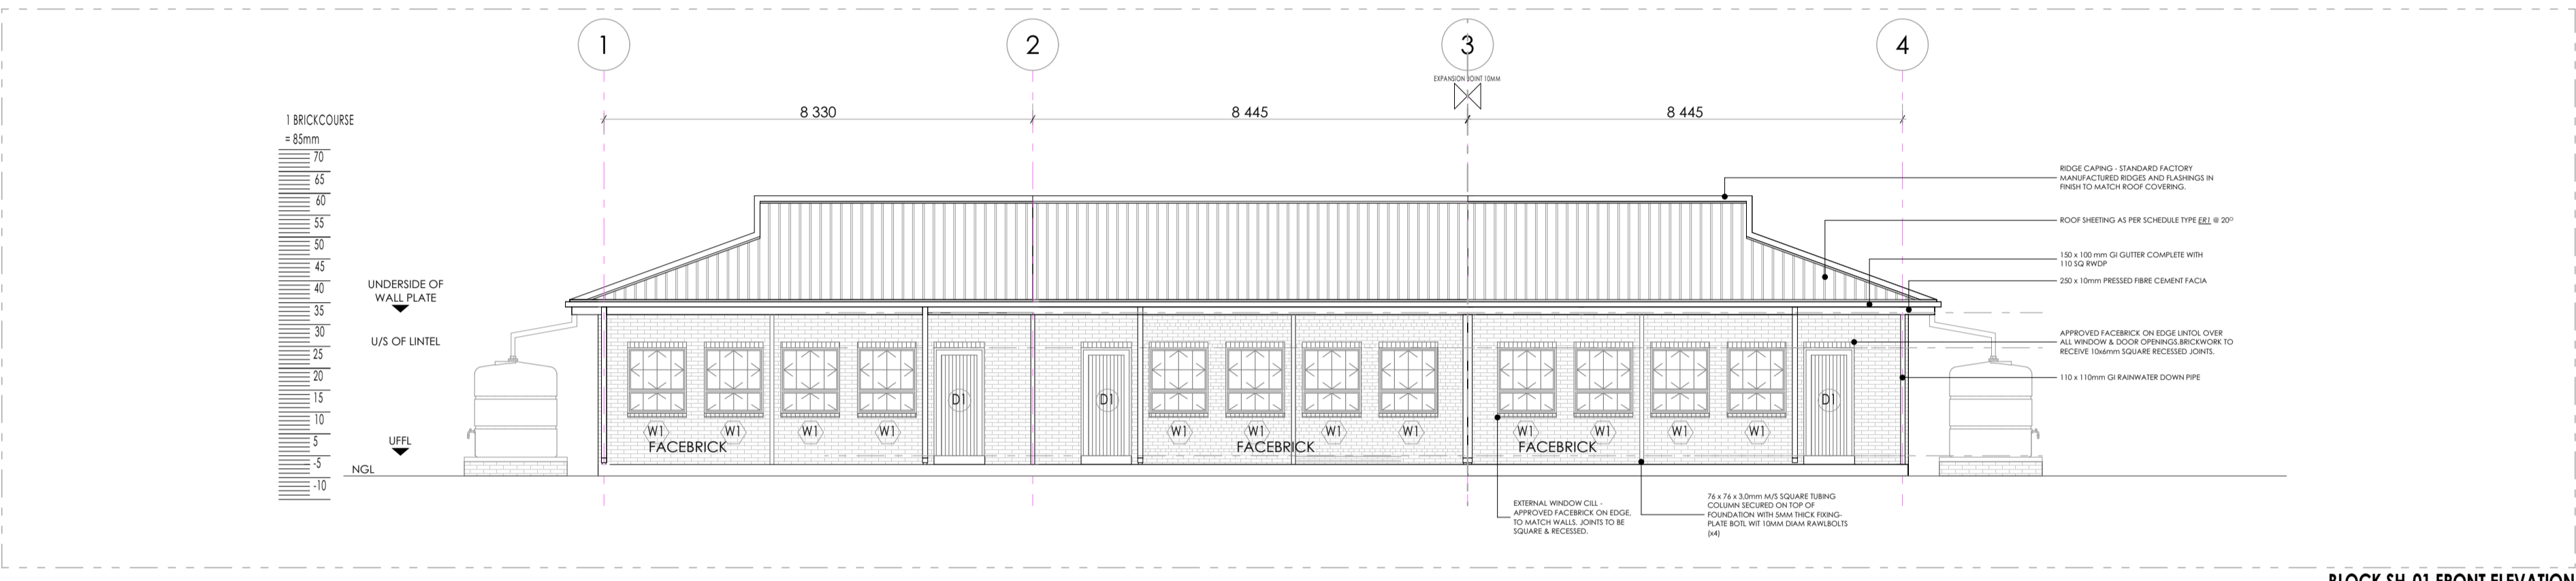 1
2
3
4
EXPANSION JOINT 10MM
8 330
8 445
8 445
1 BRICKCOURSE
= 85mm
70
65
60
55
50
45
40
35
30
25
20
15
10
5
-5
-10
UNDERSIDE OF
WALL PLATE
U/S OF LINTEL
UFFL
NGL
D1
D1
D1
W1
W1
W1
W1
W1
W1
W1
W1
W1
W1
W1
W1
FACEBRICK
FACEBRICK
FACEBRICK
RIDGE CAPING - STANDARD FACTORY
MANUFACTURED RIDGES AND FLASHINGS IN
FINISH TO MATCH ROOF COVERING.
ROOF SHEETING AS PER SCHEDULE TYPE ER1 @ 20°
150 x 100 mm GI GUTTER COMPLETE WITH
110 SQ RWDP
250 x 10mm PRESSED FIBRE CEMENT FACIA
APPROVED FACEBRICK ON EDGE LINTOL OVER
ALL WINDOW & DOOR OPENINGS.BRICKWORK TO
RECEIVE 10x6mm SQUARE RECESSED JOINTS.
110 x 110mm GI RAINWATER DOWN PIPE
EXTERNAL WINDOW CILL -
APPROVED FACEBRICK ON EDGE,
TO MATCH WALLS. JOINTS TO BE
SQUARE & RECESSED.
76 x 76 x 3,0mm M/S SQUARE TUBING
COLUMN SECURED ON TOP OF
FOUNDATION WITH 5MM THICK FIXING-
PLATE BOTL WIT 10MM DIAM RAWLBOLTS
(x4)
BLOCK SH-01 FRONT ELEVATION